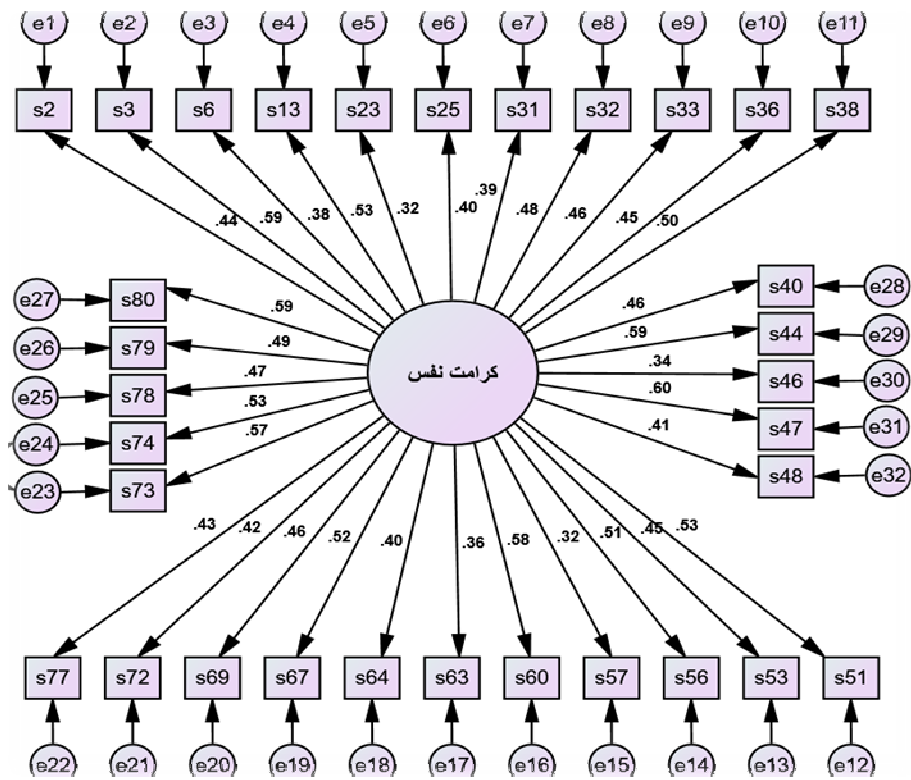 e1 e2 e3 e4 e5 e6 e7 e8 e9 e10 e11
s2 s3 s6 s13 s23 s25 s31 s32 s33 s36 s38
.44 .59 .38 .53 .32 .40 .39 .48 .46 .45 .50
e27 s80 .59 .46 s40 e28
e26 s79 .49 .59 s44 e29
e25 s78 .47 .34 s46 e30
e24 s74 .53 .60 s47 e31
e23 s73 .57 .41 s48 e32
کرامت نفس
.43 .42 .46 .52 .40 .36 .58 .32 .51 .45 .53
s77 s72 s69 s67 s64 s63 s60 s57 s56 s53 s51
e22 e21 e20 e19 e18 e17 e16 e15 e14 e13 e12